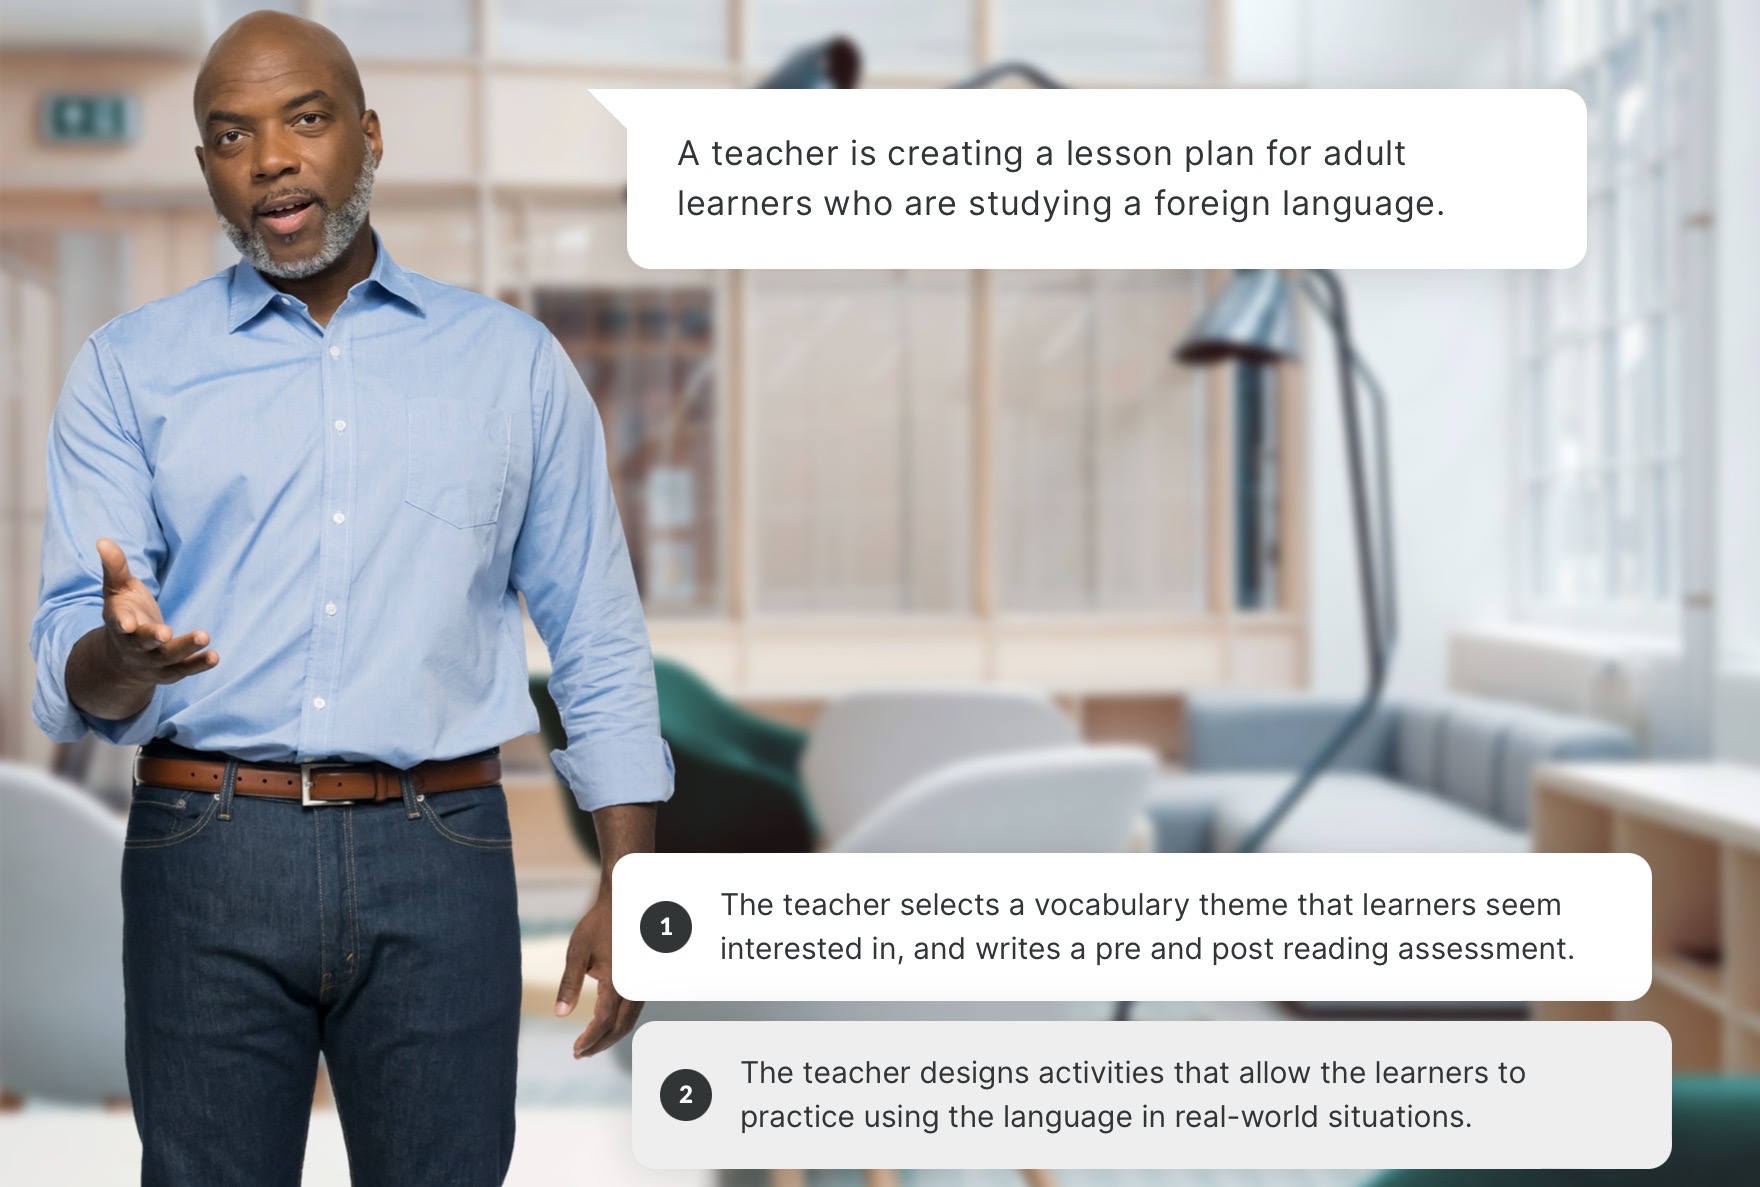 A teacher is creating a lesson plan for adult
learners who are studying a foreign language.
1
The teacher selects a vocabulary theme that learners seem
interested in, and writes a pre and post reading assessment.
2
The teacher designs activities that allow the learners to
practice using the language in real-world situations.